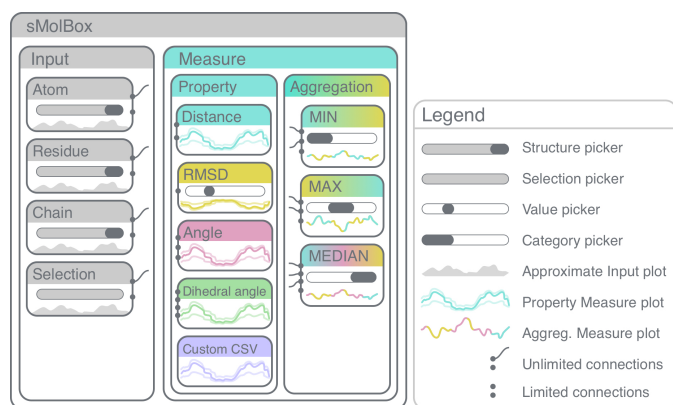 sMolBox
Input
Atom
Residue
Chain
Selection
Measure
Property
Distance
RMSD
Angle
Dihedral angle
Custom CSV
Aggregation
MIN
MAX
MEDIAN
Legend
Structure picker
Selection picker
Value picker
Category picker
Approximate Input plot
Property Measure plot
Aggreg. Measure plot
Unlimited connections
Limited connections